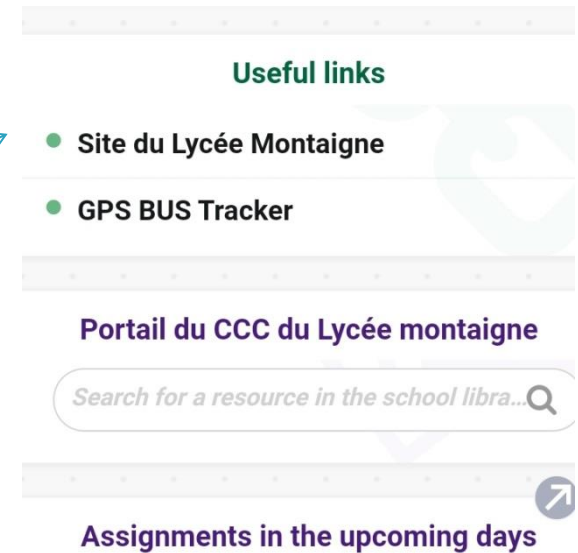 Useful links
Site du Lycée Montaigne
GPS BUS Tracker
Portail du CCC du Lycée montaigne
Search for a resource in the school libra...
Assignments in the upcoming days